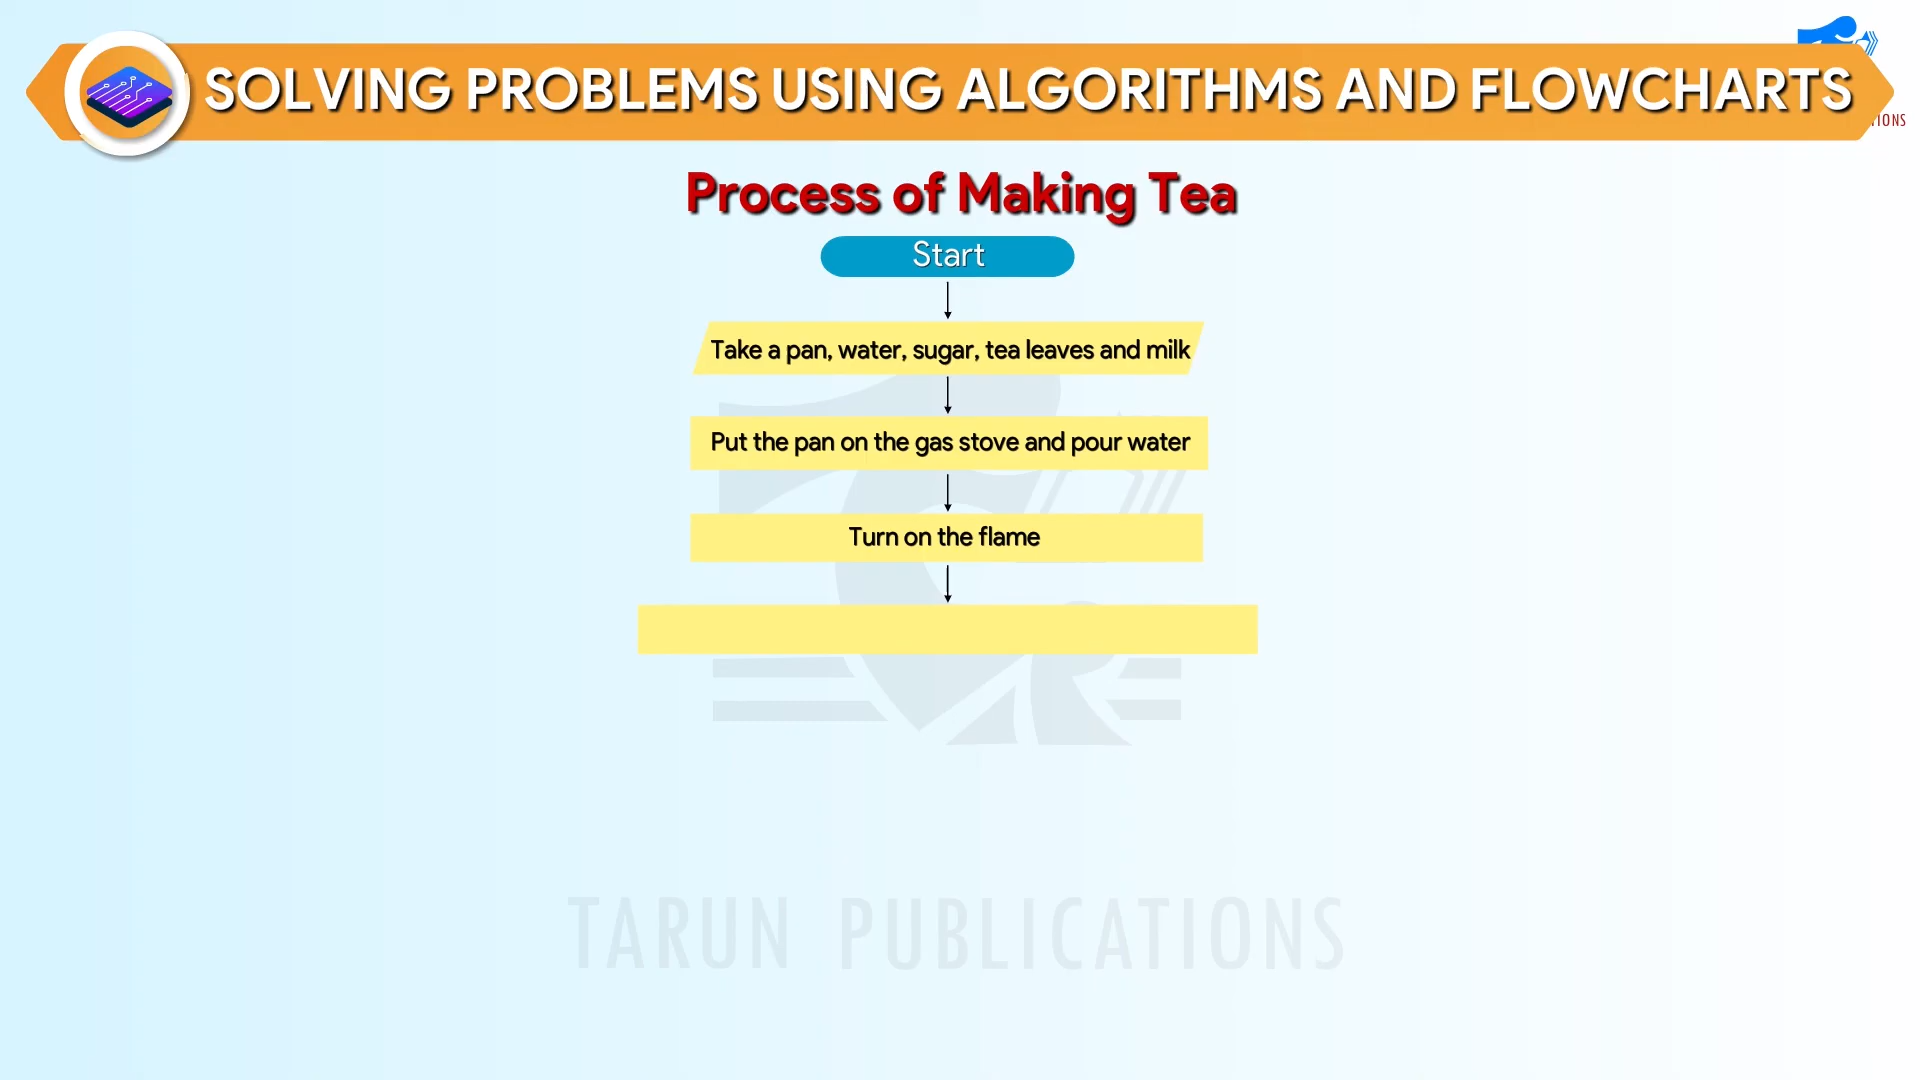 SOLVING PROBLEMS USING ALGORITHMS AND FLOWCHARTS
Process of Making Tea
Start
Take a pan, water, sugar, tea leaves and milk
Put the pan on the gas stove and pour water
Turn on the flame
TARUN PUBLICATIONS